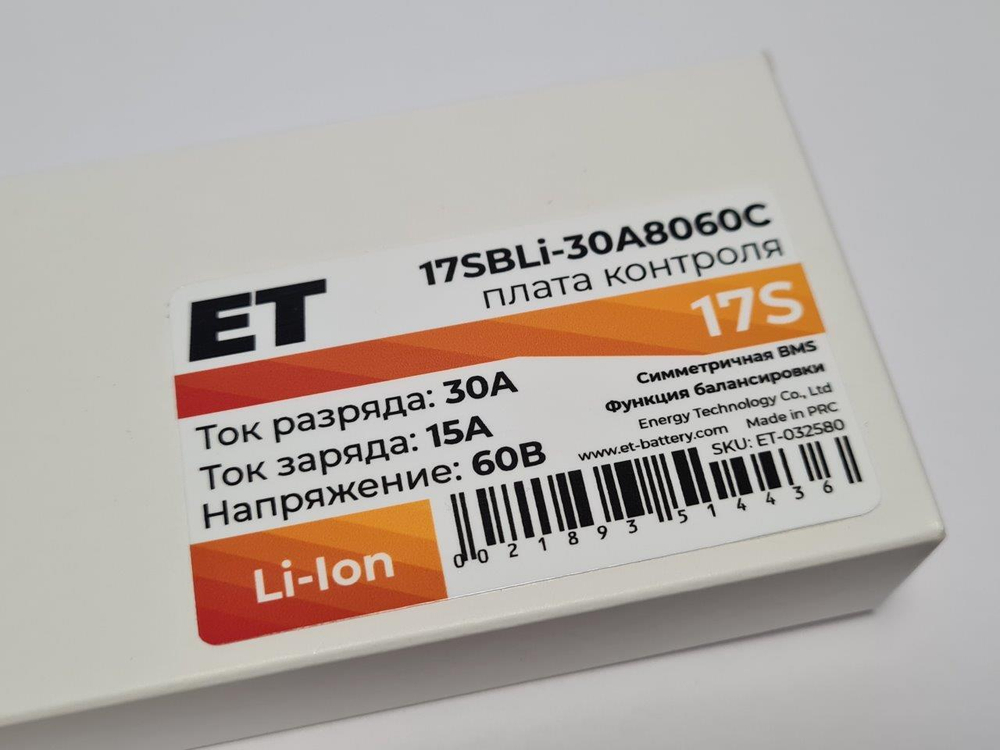 ET
17SBLi-30A8060C
плата контроля
17S
Ток разряда: 30А
Ток заряда: 15А
Напряжение: 60В
Симметричная BMS
Функция балансировки
Energy Technology Co., Ltd
www.et-battery.com Made in PRC
SKU: ET-032580
Li-Ion
002189351436